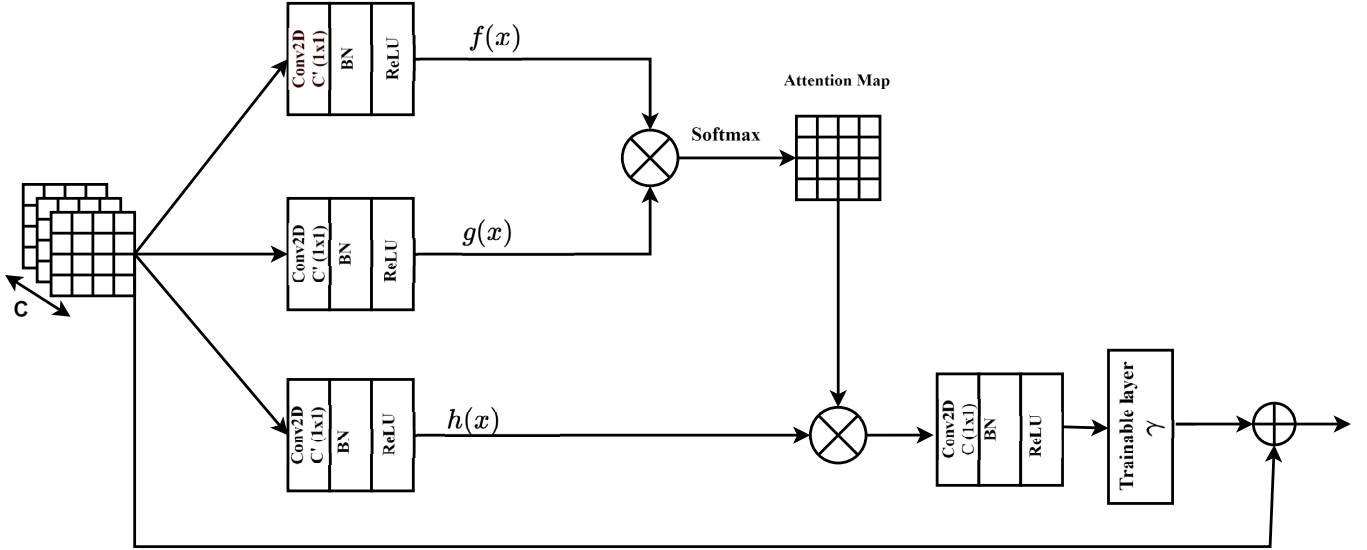 Conv2D
C' (1x1)
BN
ReLU
f(x)
Attention Map
Softmax
C
Conv2D
C' (1x1)
BN
ReLU
g(x)
Conv2D
C' (1x1)
BN
ReLU
h(x)
Conv2D
C (1x1)
BN
ReLU
Trainable layer
γ